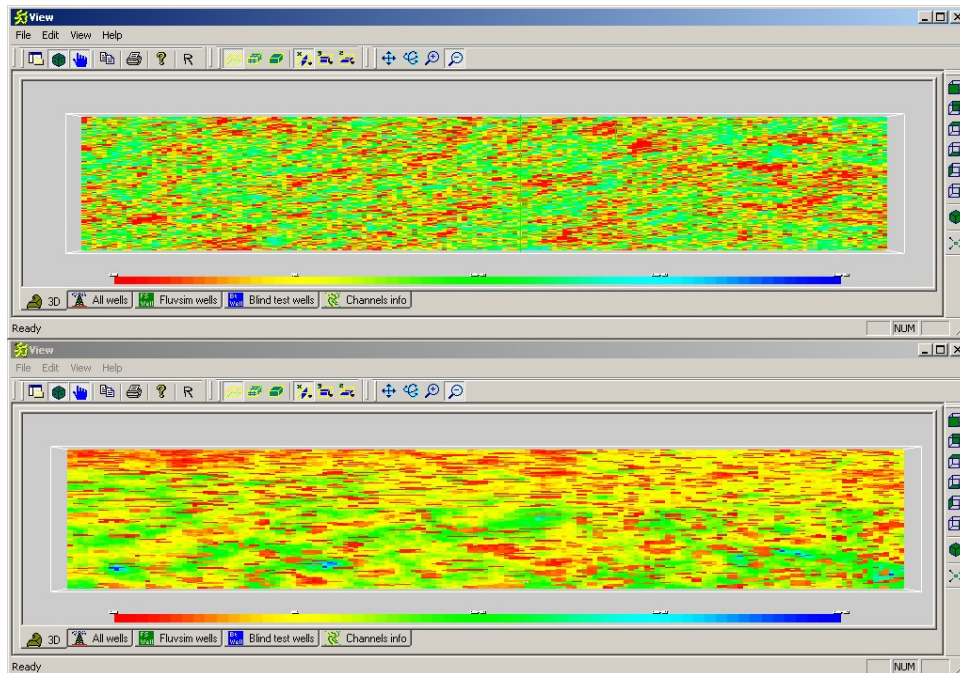 View
File Edit View Help
R
3D All wells Fluvsim wells Blind test wells Channels info
Ready NUM
View
File Edit View Help
R
3D All wells Fluvsim wells Blind test wells Channels info
Ready NUM